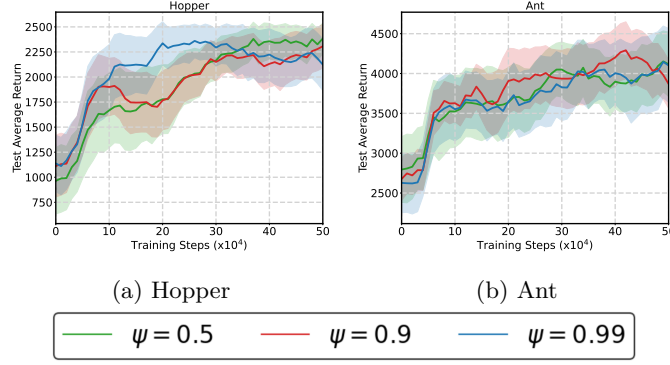 Hopper
Test Average Return
2500
2250
2000
1750
1500
1250
1000
750
0 10 20 30 40 50
Training Steps (x10⁴)
(a) Hopper
Ant
Test Average Return
4500
4000
3500
3000
2500
0 10 20 30 40 50
Training Steps (x10⁴)
(b) Ant
ψ = 0.5 ψ = 0.9 ψ = 0.99